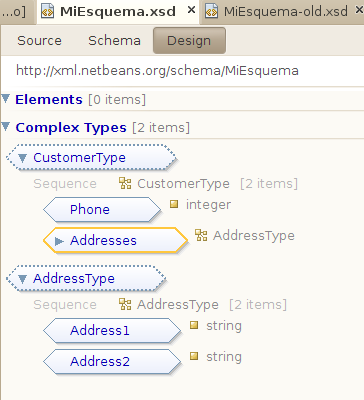 ...o] MiEsquema.xsd MiEsquema-old.xsd
Source Schema Design
http://xml.netbeans.org/schema/MiEsquema
Elements [0 items]
Complex Types [2 items]
CustomerType
Sequence CustomerType [2 items]
Phone integer
Addresses AddressType
AddressType
Sequence AddressType [2 items]
Address1 string
Address2 string